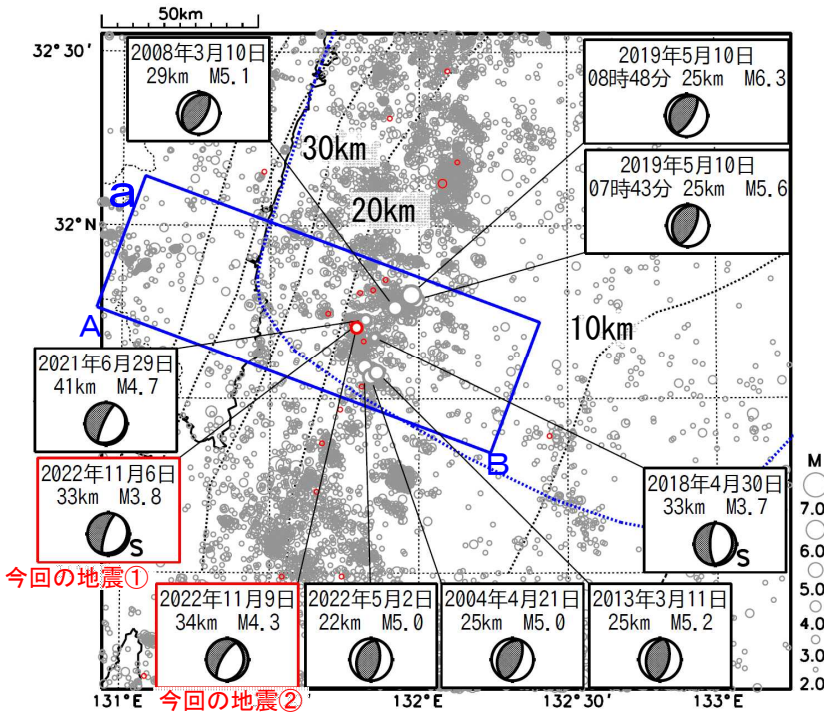 50km
32°30′
2008年3月10日
29km M5.1
2019年5月10日
08時48分 25km M6.3
30km
20km
2019年5月10日
07時43分 25km M5.6
a
32°N
A
10km
2021年6月29日
41km M4.7
B
2022年11月6日
33km M3.8
S
今回の地震①
2018年4月30日
33km M3.7
S
M
7.0
6.0
5.0
4.0
3.0
2.0
2022年11月9日
34km M4.3
今回の地震②
2022年5月2日
22km M5.0
2004年4月21日
25km M5.0
2013年3月11日
25km M5.2
131°E
132°E
132°30′
133°E